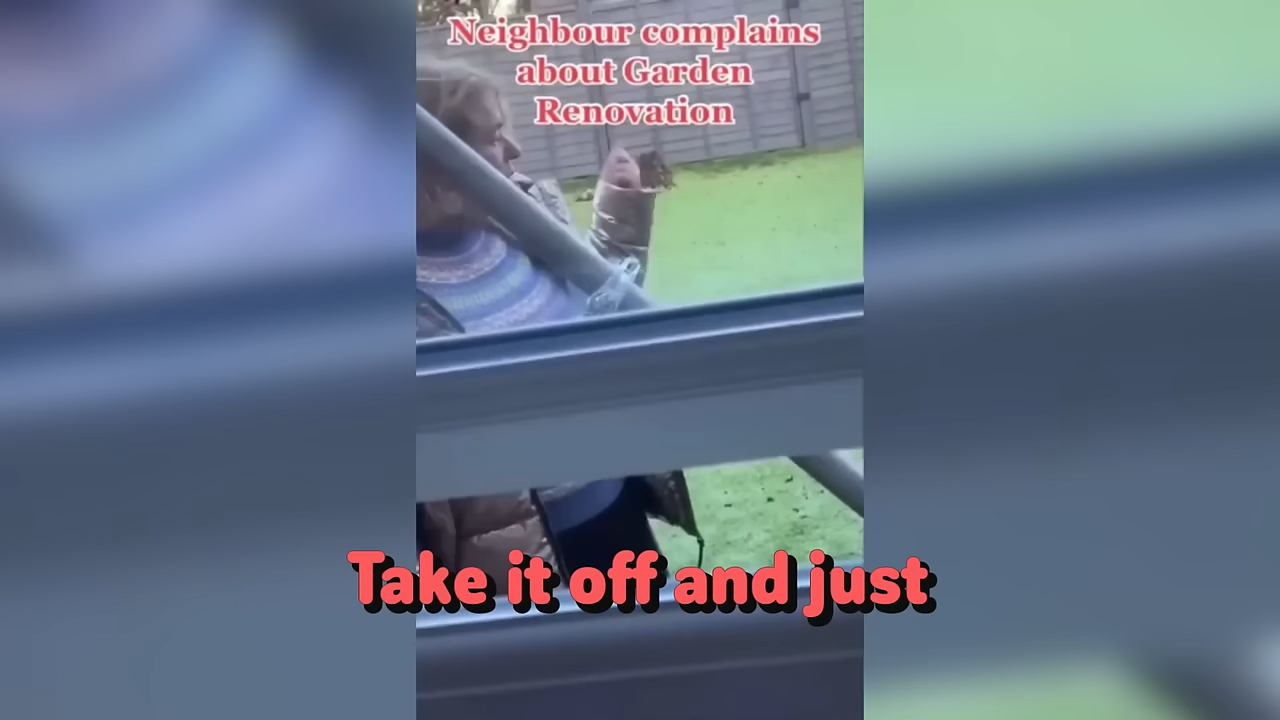 Neighbour complains
about Garden
Renovation
Take it off and just